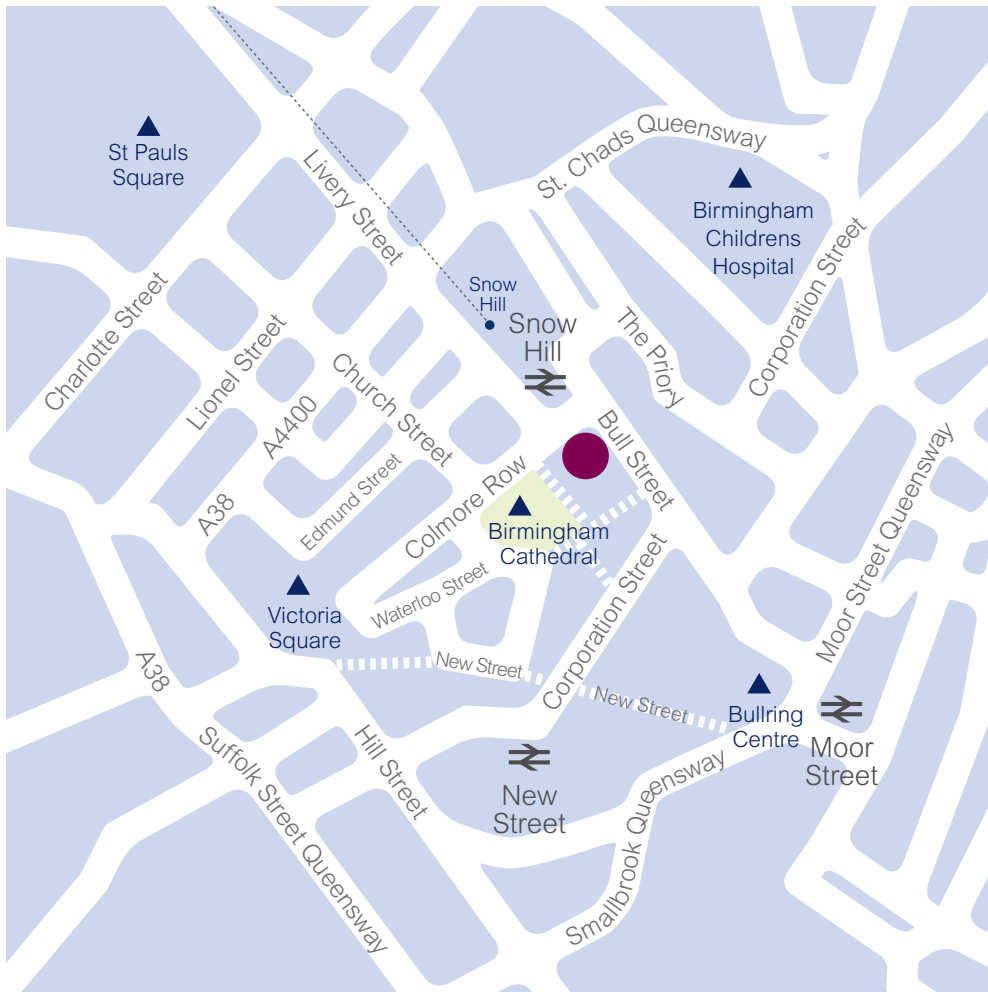 St. Chads Queensway
St Pauls
Square
Livery Street
Birmingham
Childrens
Hospital
Corporation Street
Snow
Hill
Snow
Hill
Charlotte Street
Lionel Street
The Priory
A4400
Church Street
Bull Street
A38
Edmund Street
Colmore Row
Moor Street Queensway
Birmingham
Cathedral
Waterloo Street
Victoria
Square
Corporation Street
New Street
A38
New Street
Bullring
Centre
Moor
Street
Hill Street
Suffolk Street Queensway
New
Street
Smallbrook Queensway